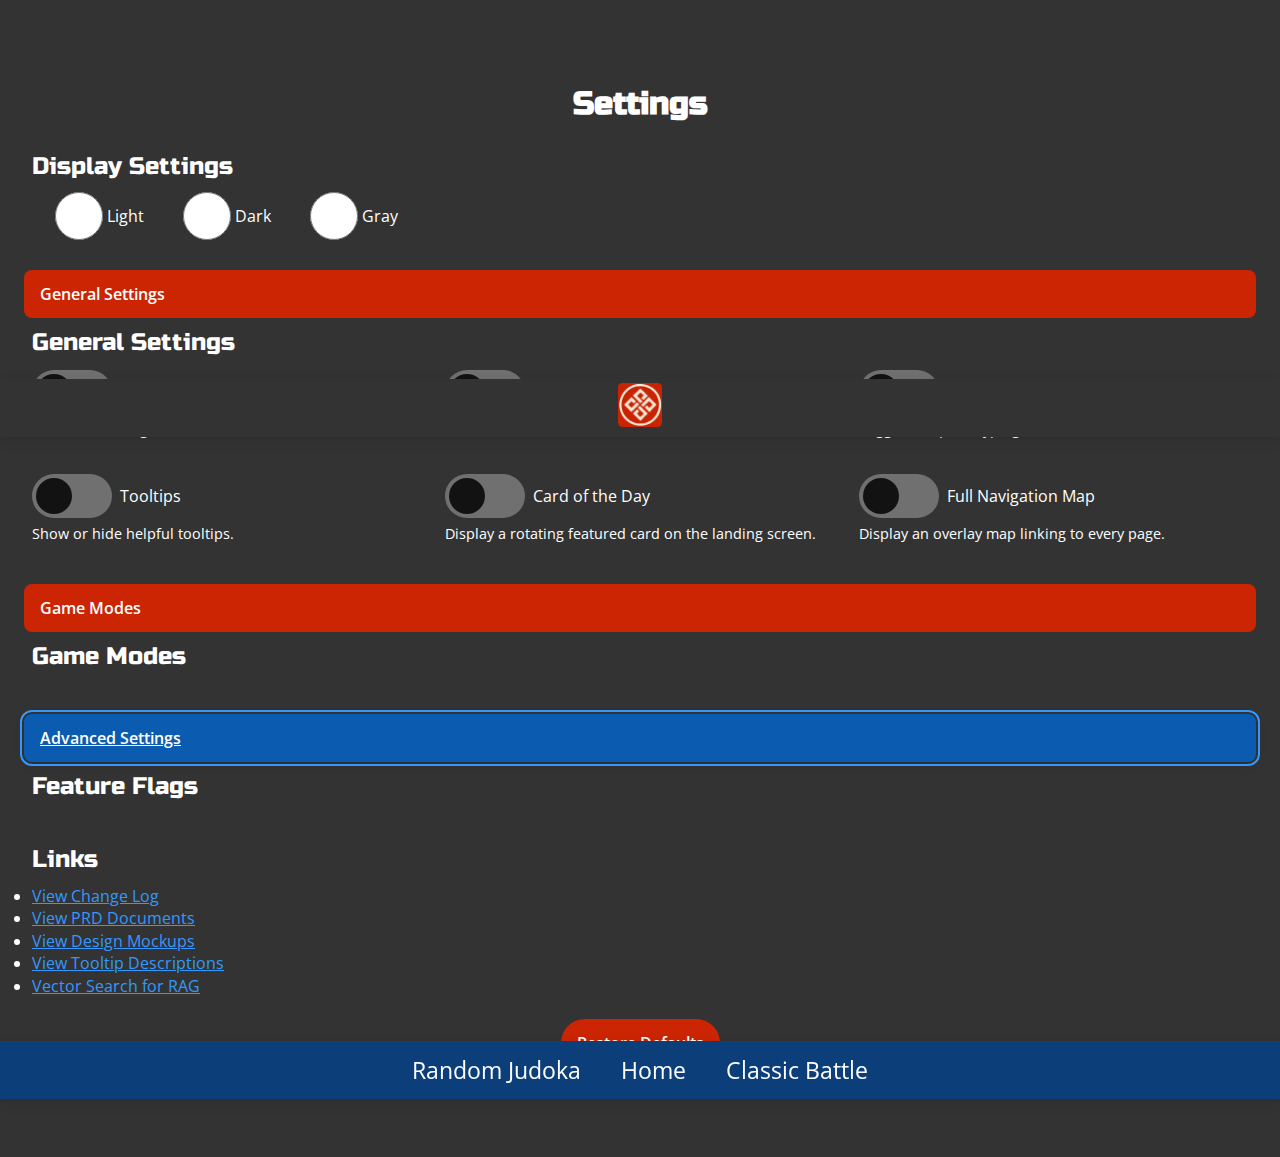 Settings
Display Settings
Light Dark Gray
General Settings
General Settings
Tooltips Card of the Day Full Navigation Map
Show or hide helpful tooltips. Display a rotating featured card on the landing screen. Display an overlay map linking to every page.
Game Modes
Game Modes
Advanced Settings
Feature Flags
Links
View Change Log
View PRD Documents
View Design Mockups
View Tooltip Descriptions
Vector Search for RAG
Restore Defaults
Random Judoka Home Classic Battle